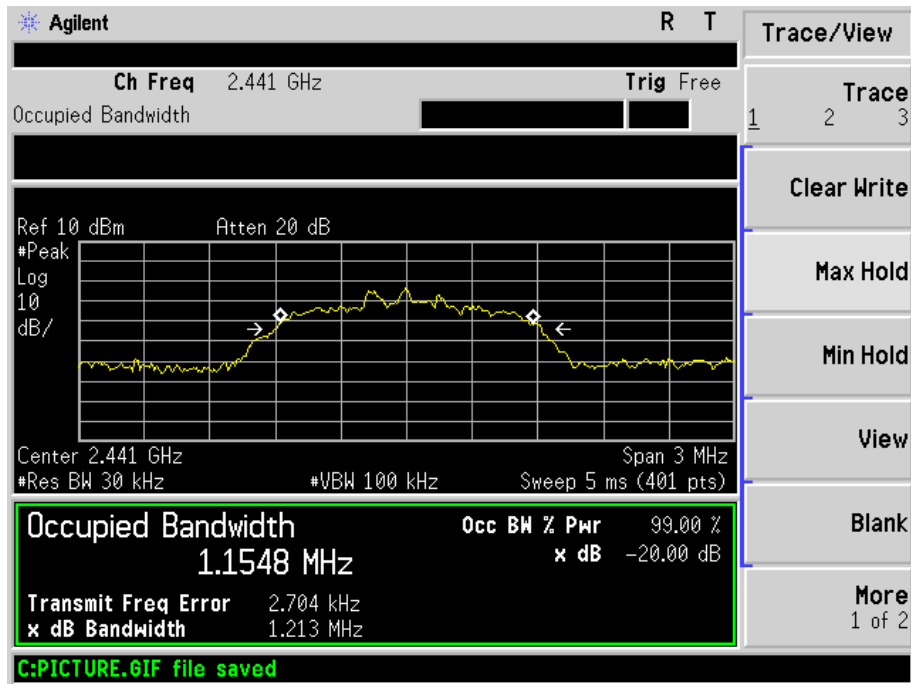 Agilent
R T
Ch Freq 2.441 GHz
Trig Free
Occupied Bandwidth
Ref 10 dBm
Atten 20 dB
#Peak
Log
10
dB/
Center 2.441 GHz
Span 3 MHz
#Res BW 30 kHz
#VBW 100 kHz
Sweep 5 ms (401 pts)
Occupied Bandwidth
1.1548 MHz
Occ BW % Pwr 99.00 %
x dB -20.00 dB
Transmit Freq Error 2.704 kHz
x dB Bandwidth 1.213 MHz
C:PICTURE.GIF file saved
Trace/View
Trace
1 2 3
Clear Write
Max Hold
Min Hold
View
Blank
More
1 of 2